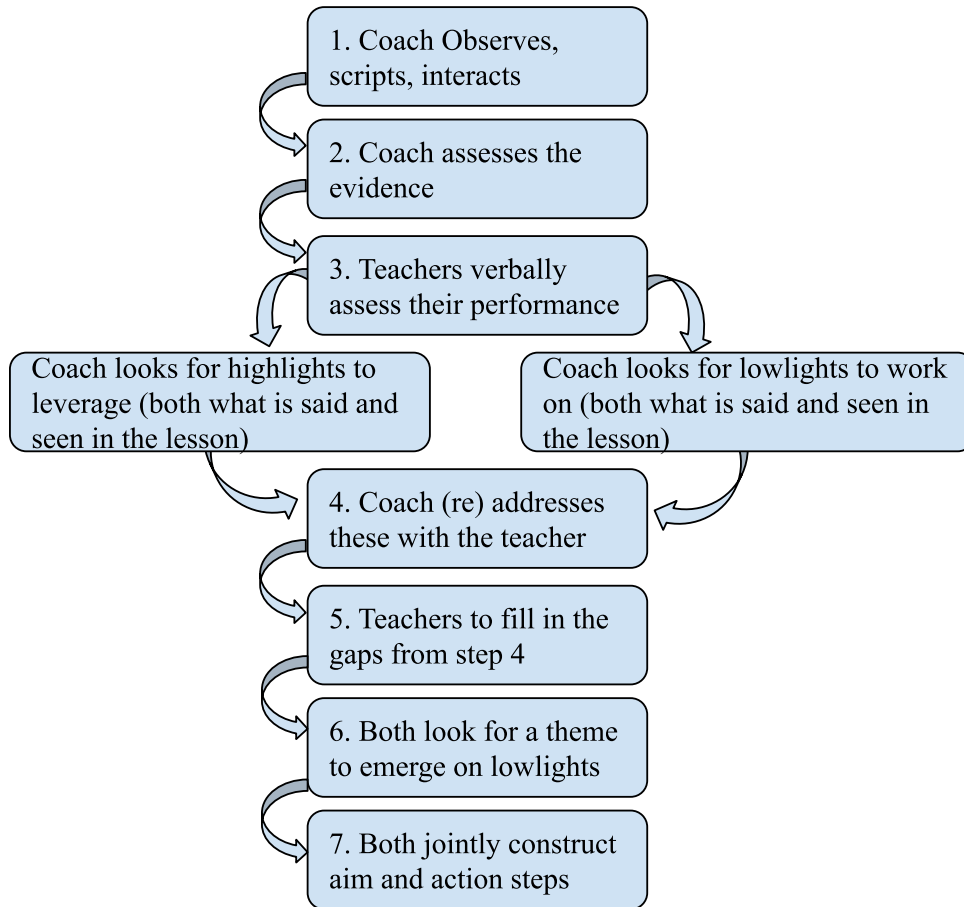 1. Coach Observes,
scripts, interacts
2. Coach assesses the
evidence
3. Teachers verbally
assess their performance
Coach looks for highlights to
leverage (both what is said and
seen in the lesson)
Coach looks for lowlights to work
on (both what is said and seen in
the lesson)
4. Coach (re) addresses
these with the teacher
5. Teachers to fill in the
gaps from step 4
6. Both look for a theme
to emerge on lowlights
7. Both jointly construct
aim and action steps